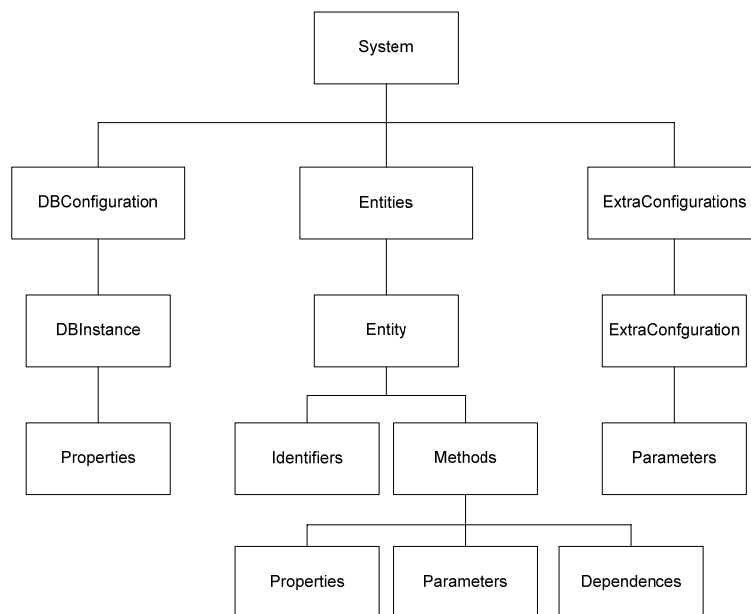 System
DBConfiguration
Entities
ExtraConfigurations
DBInstance
Entity
ExtraConfguration
Properties
Identifiers
Methods
Parameters
Properties
Parameters
Dependences